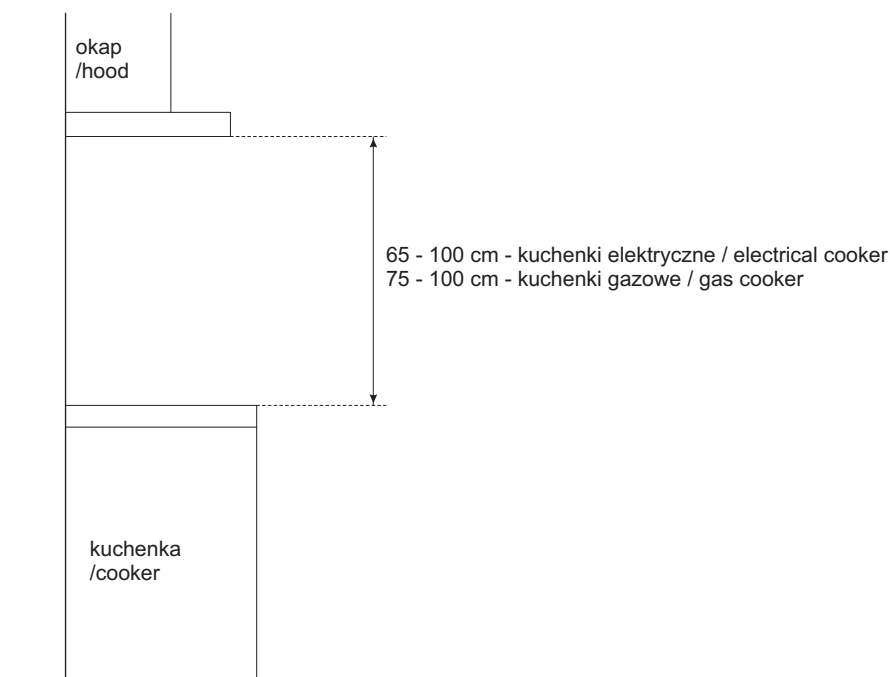 okap
/hood
65 - 100 cm - kuchenki elektryczne / electrical cooker
75 - 100 cm - kuchenki gazowe / gas cooker
kuchenka
/cooker